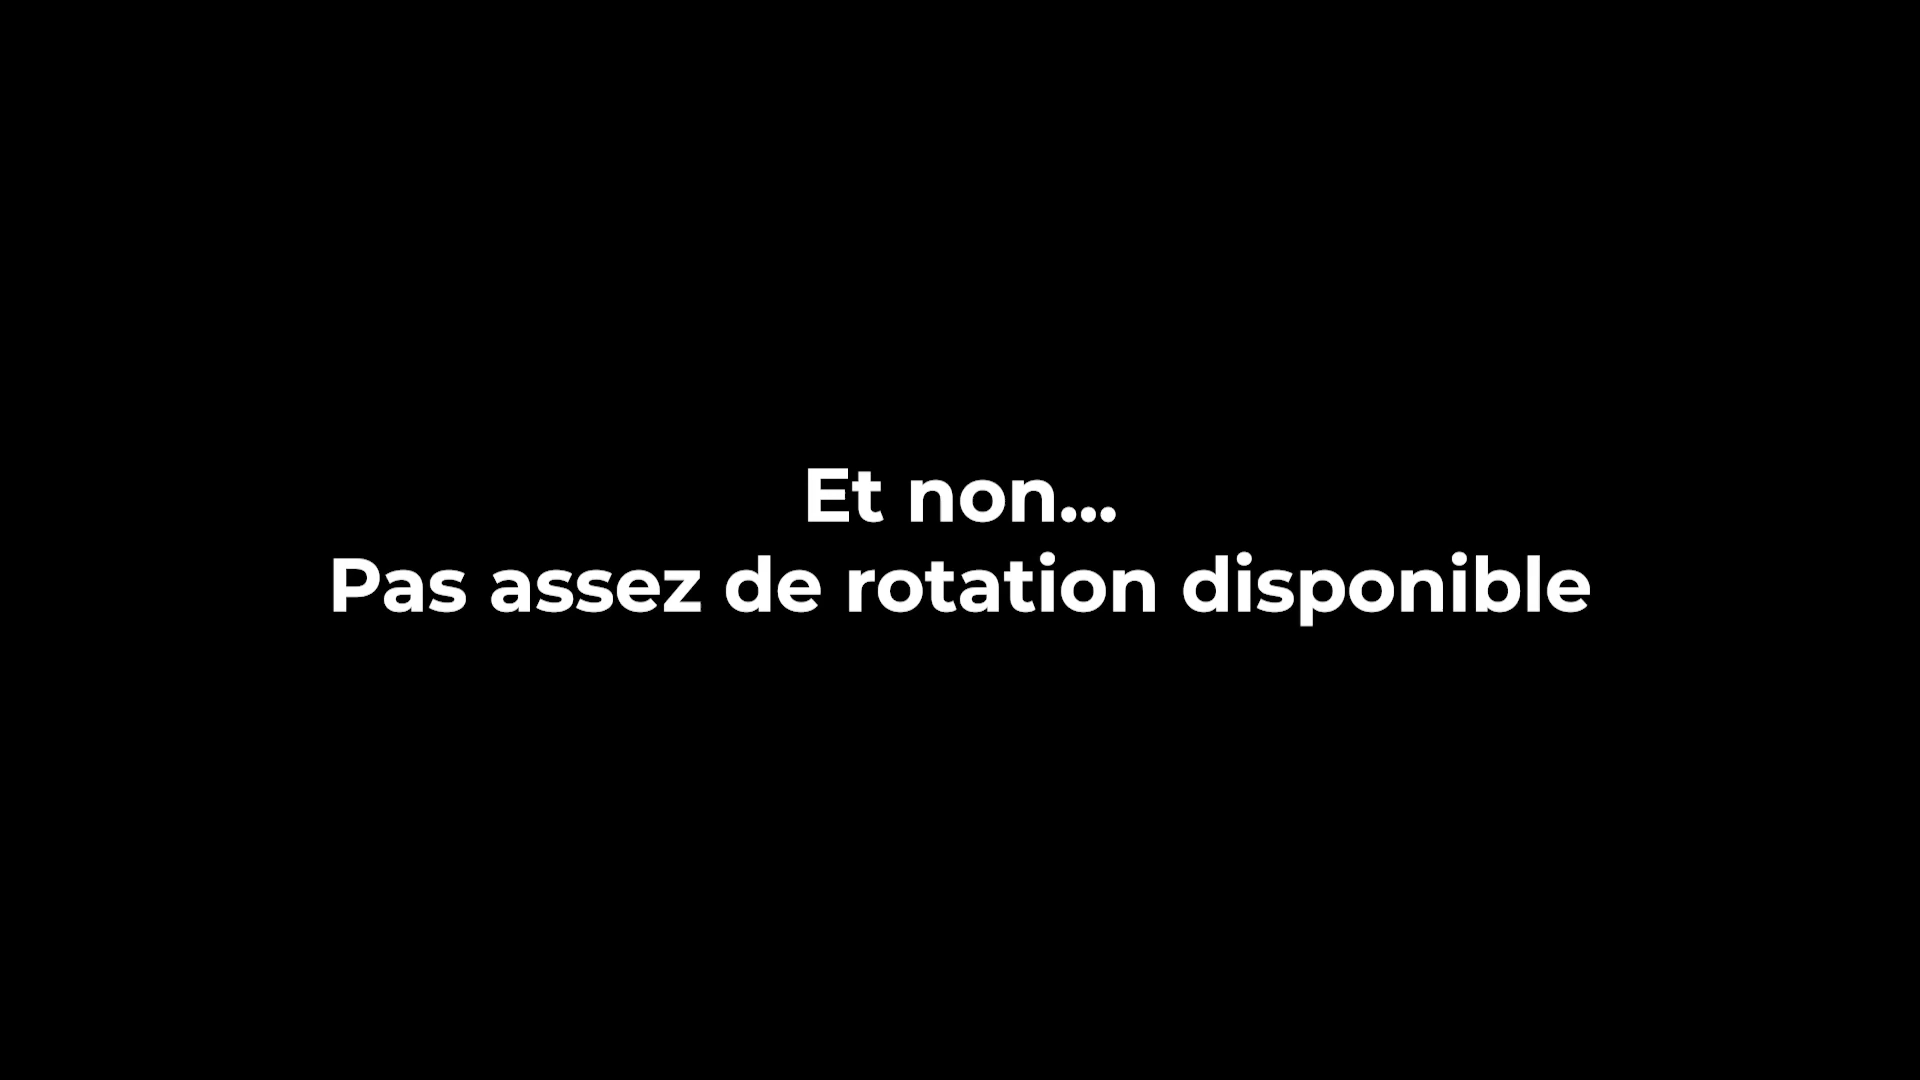 Et non...
Pas assez de rotation disponible